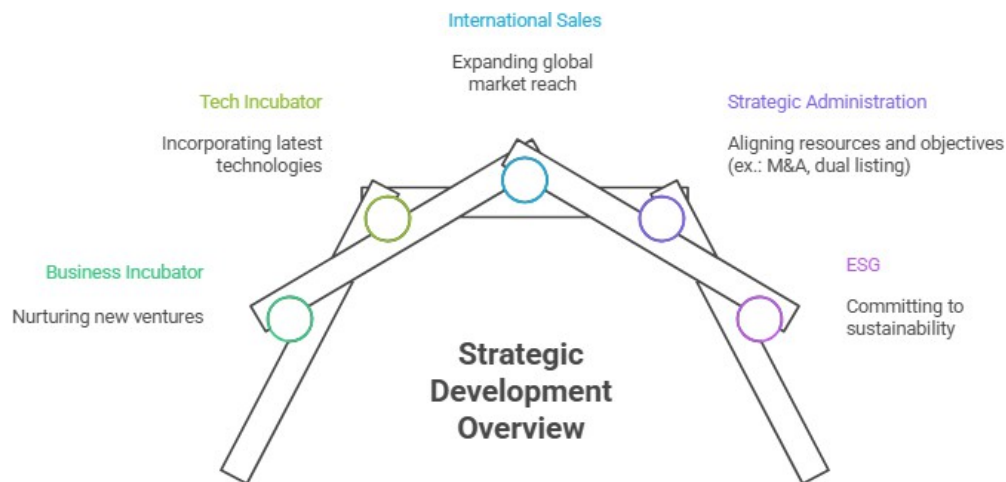 International Sales
Expanding global
market reach
Tech Incubator
Incorporating latest
technologies
Strategic Administration
Aligning resources and objectives
(ex.: M&A, dual listing)
Business Incubator
Nurturing new ventures
ESG
Committing to
sustainability
Strategic
Development
Overview